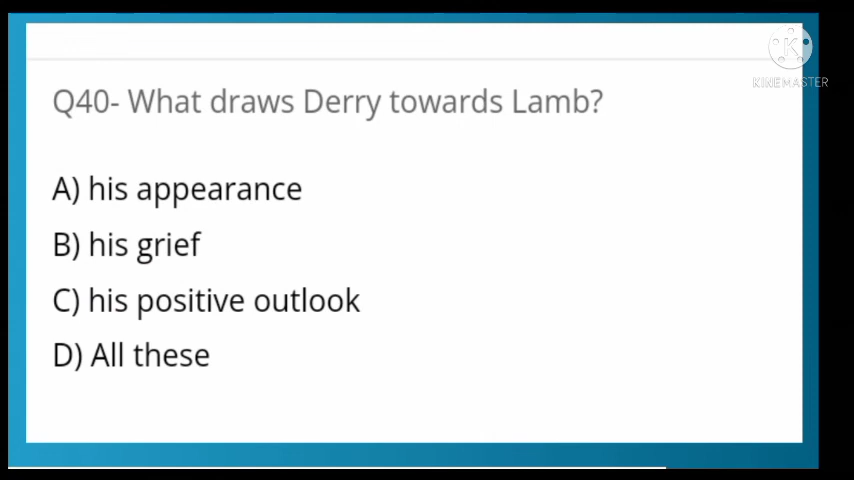 KINEMASTER
Q40- What draws Derry towards Lamb?
A) his appearance
B) his grief
C) his positive outlook
D) All these